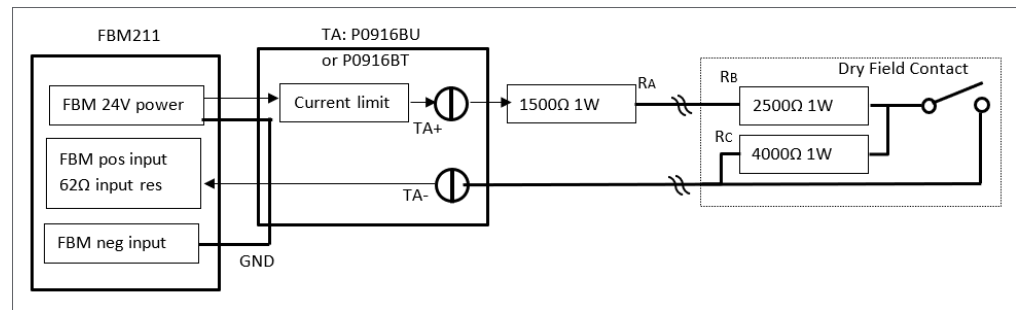 FBM211
TA: P0916BU
or P0916BT
Dry Field Contact
FBM 24V power
Current limit
TA+
1500Ω 1W
RA
RB
2500Ω 1W
RC
4000Ω 1W
FBM pos input
62Ω input res
TA-
FBM neg input
GND